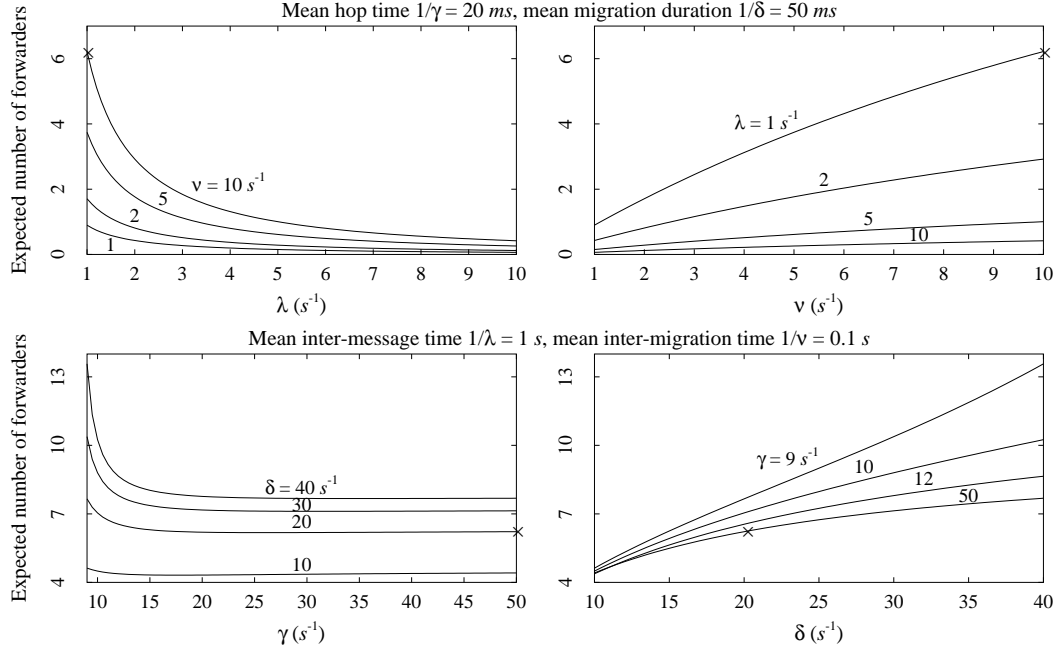 Mean hop time 1/γ = 20 ms, mean migration duration 1/δ = 50 ms
Expected number of forwarders
0 2 4 6
ν = 10 s⁻¹
5
2
1
1 2 3 4 5 6 7 8 9 10
λ (s⁻¹)
0 2 4 6
λ = 1 s⁻¹
2
5
10
1 2 3 4 5 6 7 8 9 10
ν (s⁻¹)
Mean inter-message time 1/λ = 1 s, mean inter-migration time 1/ν = 0.1 s
Expected number of forwarders
4 7 10 13
δ = 40 s⁻¹
30
20
10
10 15 20 25 30 35 40 45 50
γ (s⁻¹)
4 7 10 13
γ = 9 s⁻¹
10
12
50
10 15 20 25 30 35 40
δ (s⁻¹)